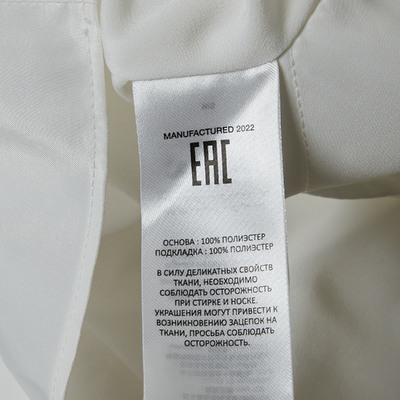 MANUFACTURED 2022
EAC
ОСНОВА : 100% ПОЛИЭСТЕР
ПОДКЛАДКА : 100% ПОЛИЭСТЕР
В СИЛУ ДЕЛИКАТНЫХ СВОЙСТВ
ТКАНИ, НЕОБХОДИМО
СОБЛЮДАТЬ ОСТОРОЖНОСТЬ
ПРИ СТИРКЕ И НОСКЕ.
УКРАШЕНИЯ МОГУТ ПРИВЕСТИ К
ВОЗНИКНОВЕНИЮ ЗАЦЕПОК НА
ТКАНИ, ПРОСЬБА СОБЛЮДАТЬ
ОСТОРОЖНОСТЬ.